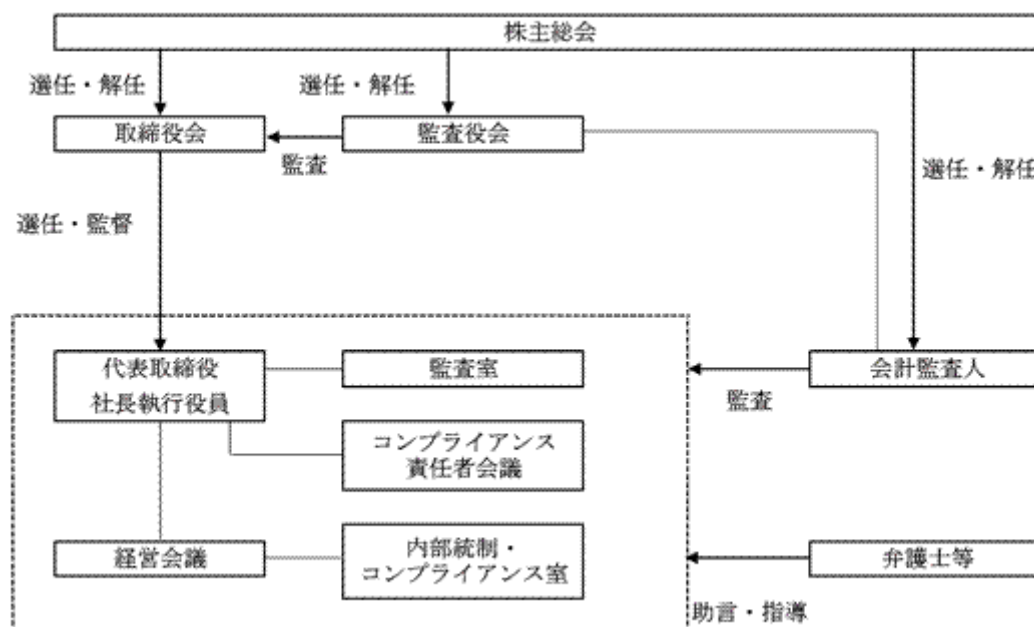 株主総会
選任・解任
選任・解任
取締役会
監査役会
監査
選任・解任
選任・監督
代表取締役
社長執行役員
監査室
会計監査人
監査
コンプライアンス
責任者会議
経営会議
内部統制・
コンプライアンス室
弁護士等
助言・指導